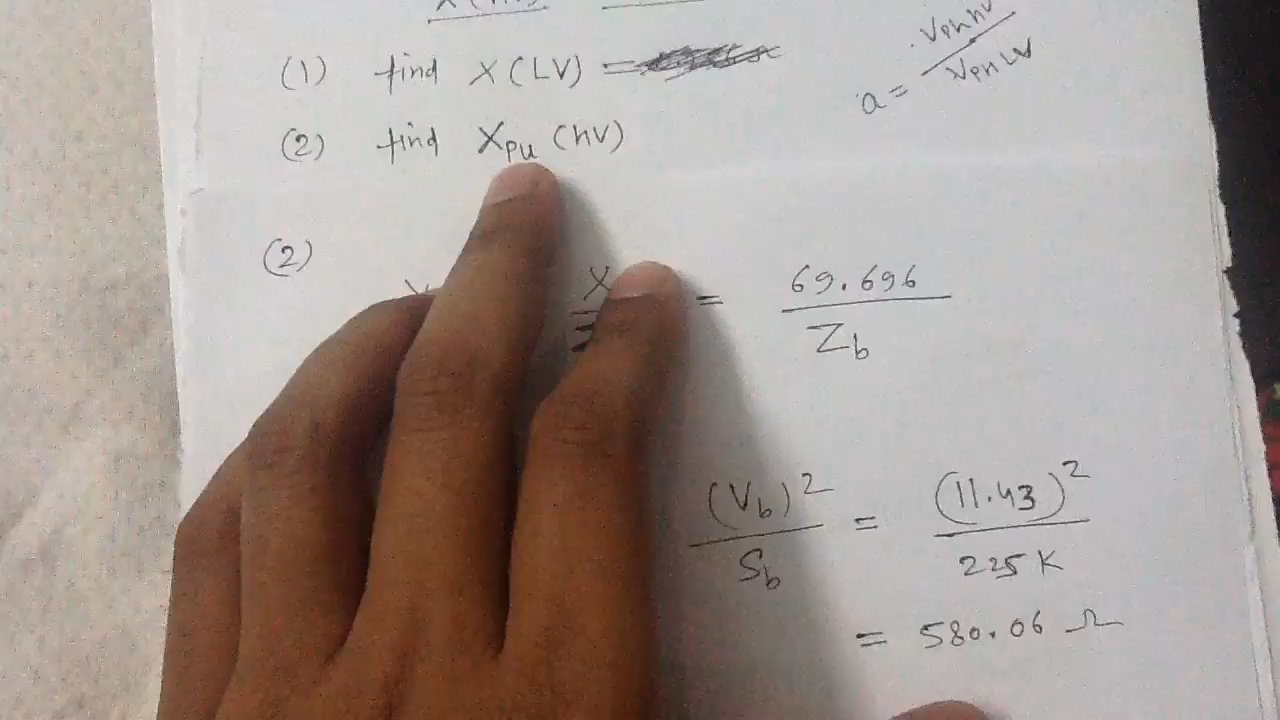 (1) find X(LV) =
a = VPh hv / VPh LV
(2) find XPU (hv)
(2) X = 69.696 / Zb
(Vb)² / Sb = (11.43)² / 225 K
= 580.06 Ω